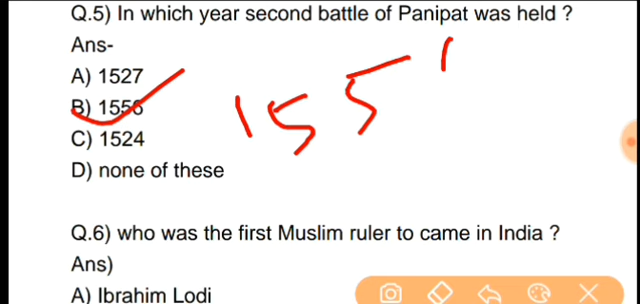 Q.5) In which year second battle of Panipat was held ?
Ans-
A) 1527
B) 1556
C) 1524
D) none of these
155
Q.6) who was the first Muslim ruler to came in India ?
Ans)
A) Ibrahim Lodi